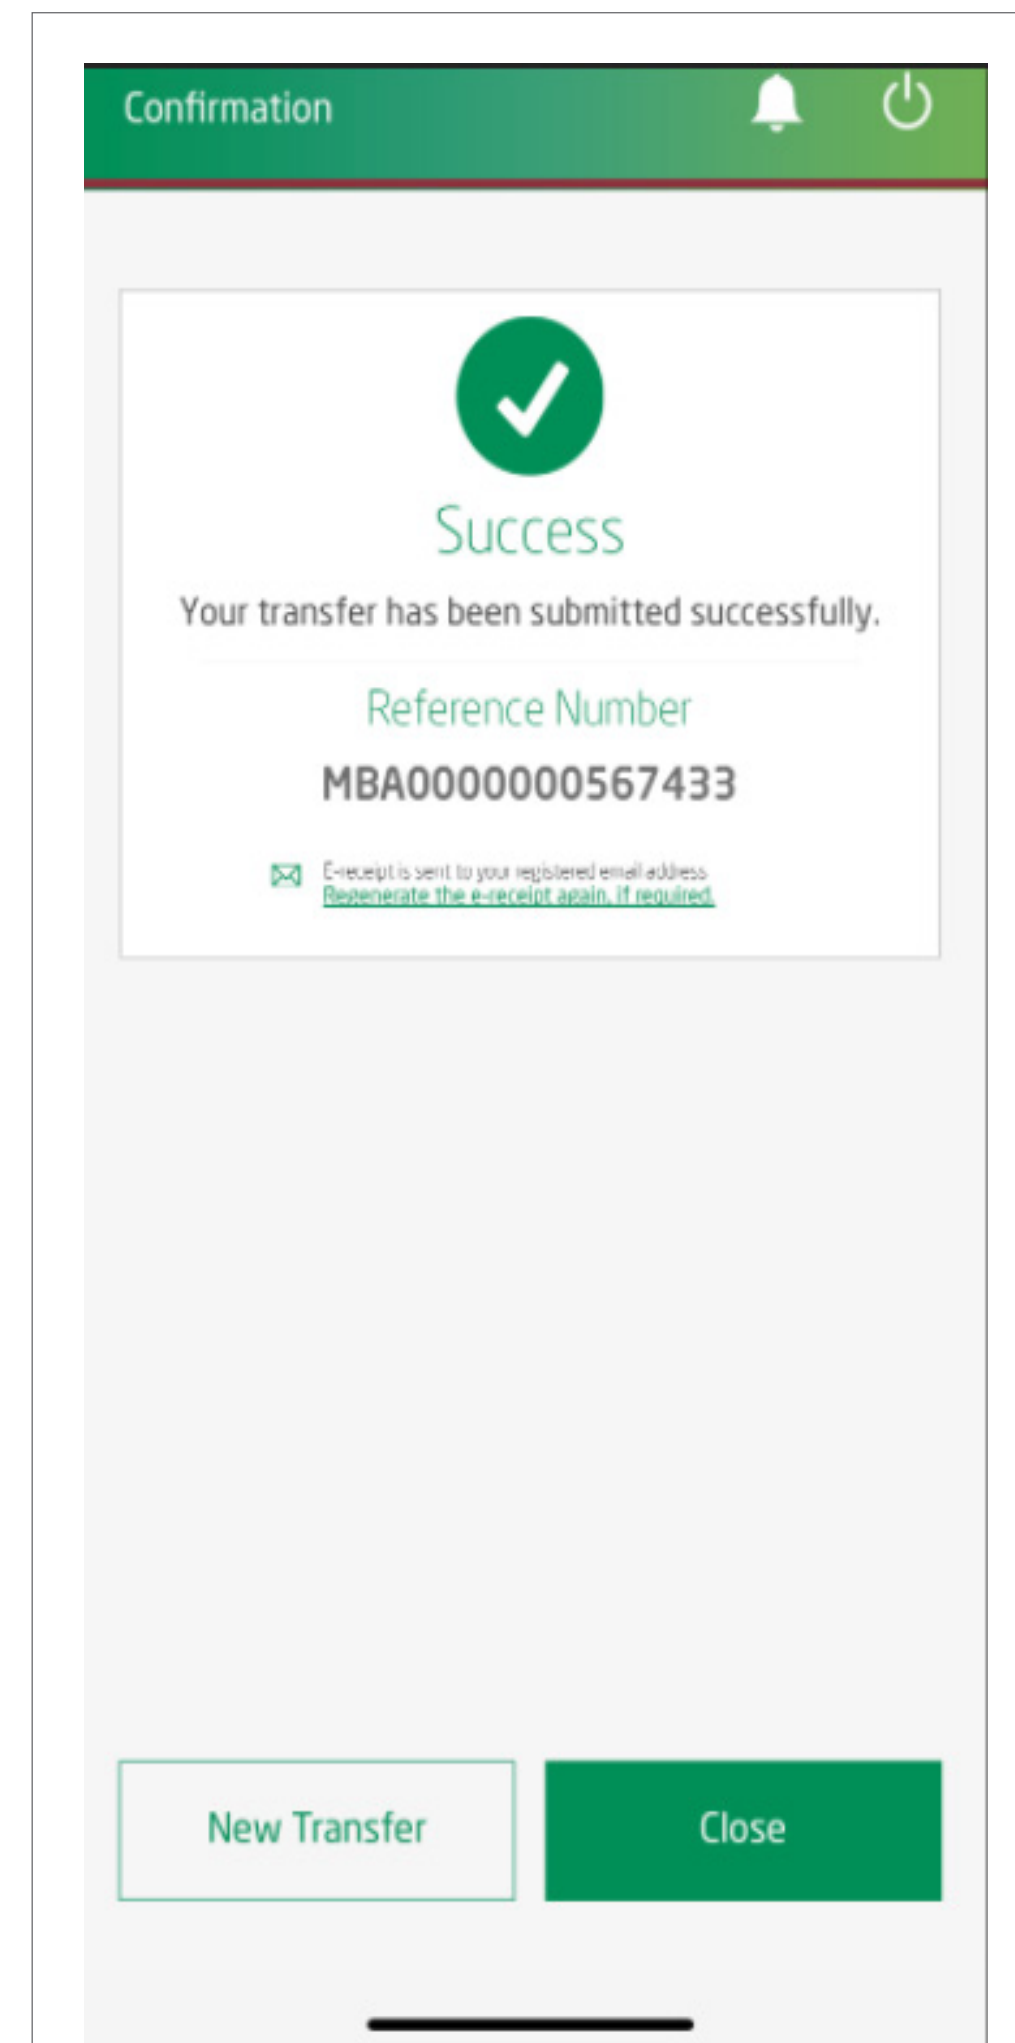 Confirmation
Success
Your transfer has been submitted successfully.
Reference Number
MBA0000000567433
E-receipt is sent to your registered email address
Regenerate the e-receipt again, if required.
New Transfer
Close